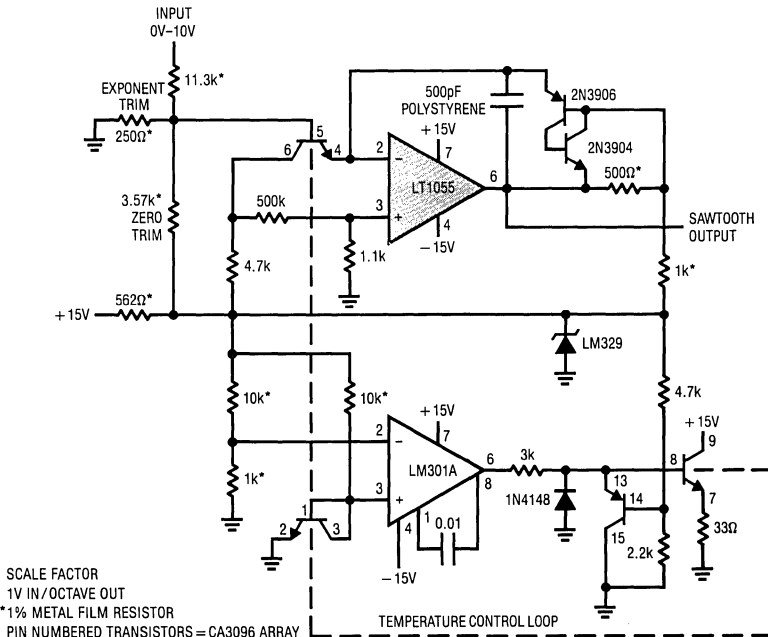 INPUT
0V–10V
11.3k*
EXPONENT
TRIM
250Ω*
3.57k*
ZERO
TRIM
562Ω*
+15V
6
5
4
500k
4.7k
1.1k
2
–
3
+
+15V
7
LT1055
4
–15V
6
500pF
POLYSTYRENE
2N3906
2N3904
500Ω*
SAWTOOTH
OUTPUT
1k*
LM329
4.7k
10k*
10k*
1k*
2
–
3
+
+15V
7
LM301A
6
8
1
4
0.01
–15V
1
2
3
3k
1N4148
13
14
15
2.2k
+15V
9
8
7
33Ω
SCALE FACTOR
1V IN/OCTAVE OUT
*1% METAL FILM RESISTOR
PIN NUMBERED TRANSISTORS = CA3096 ARRAY
TEMPERATURE CONTROL LOOP